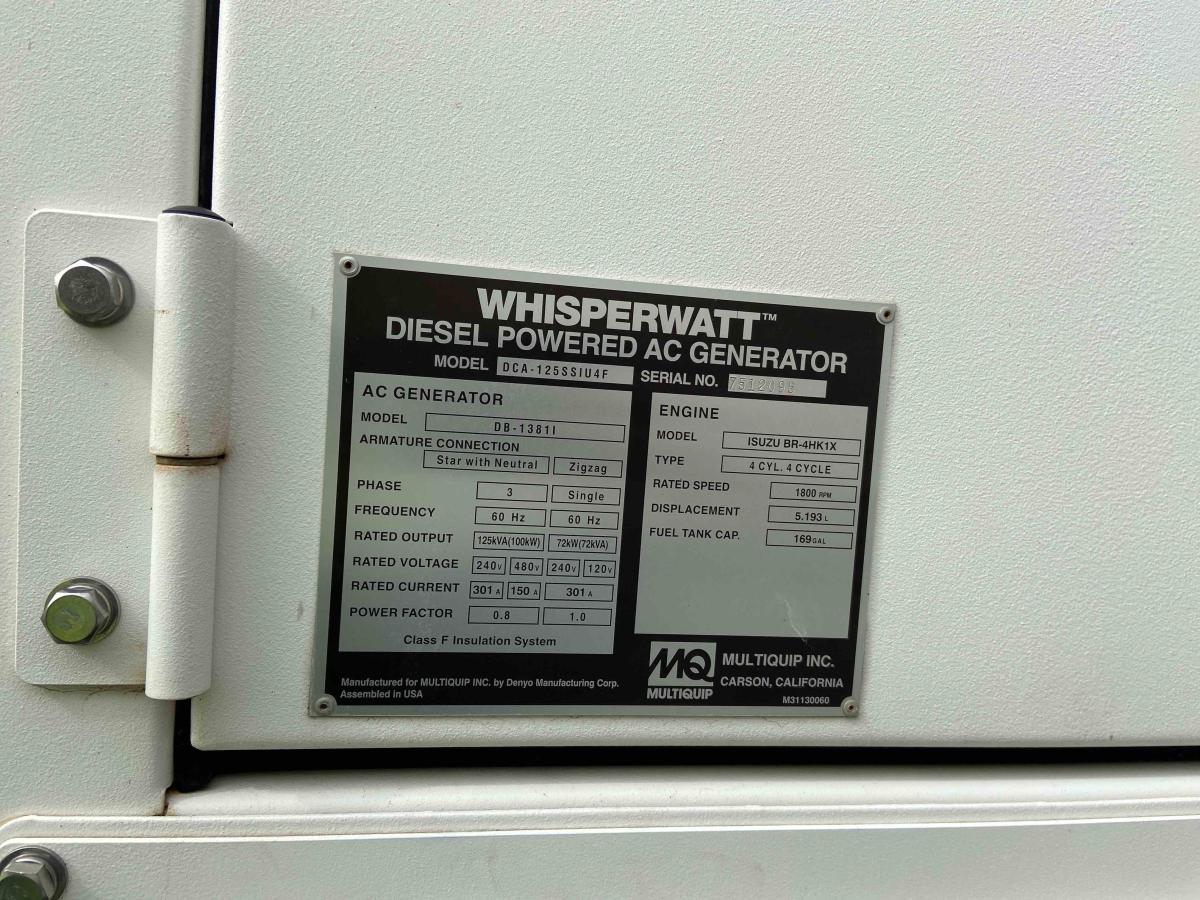 WHISPERWATT™
DIESEL POWERED AC GENERATOR
MODEL DCA-125SSIU4F SERIAL NO. 7512095
AC GENERATOR
MODEL DB-1381I
ARMATURE CONNECTION
Star with Neutral Zigzag
PHASE 3 Single
FREQUENCY 60 Hz 60 Hz
RATED OUTPUT 125kVA(100kW) 72kW(72kVA)
RATED VOLTAGE 240V 480V 240V 120V
RATED CURRENT 301A 150A 301A
POWER FACTOR 0.8 1.0
Class F Insulation System
ENGINE
MODEL ISUZU BR-4HK1X
TYPE 4 CYL. 4 CYCLE
RATED SPEED 1800 RPM
DISPLACEMENT 5.193 L
FUEL TANK CAP. 169 GAL
Manufactured for MULTIQUIP INC. by Denyo Manufacturing Corp.
Assembled in USA
MQ
MULTIQUIP
MULTIQUIP INC.
CARSON, CALIFORNIA
M31130060